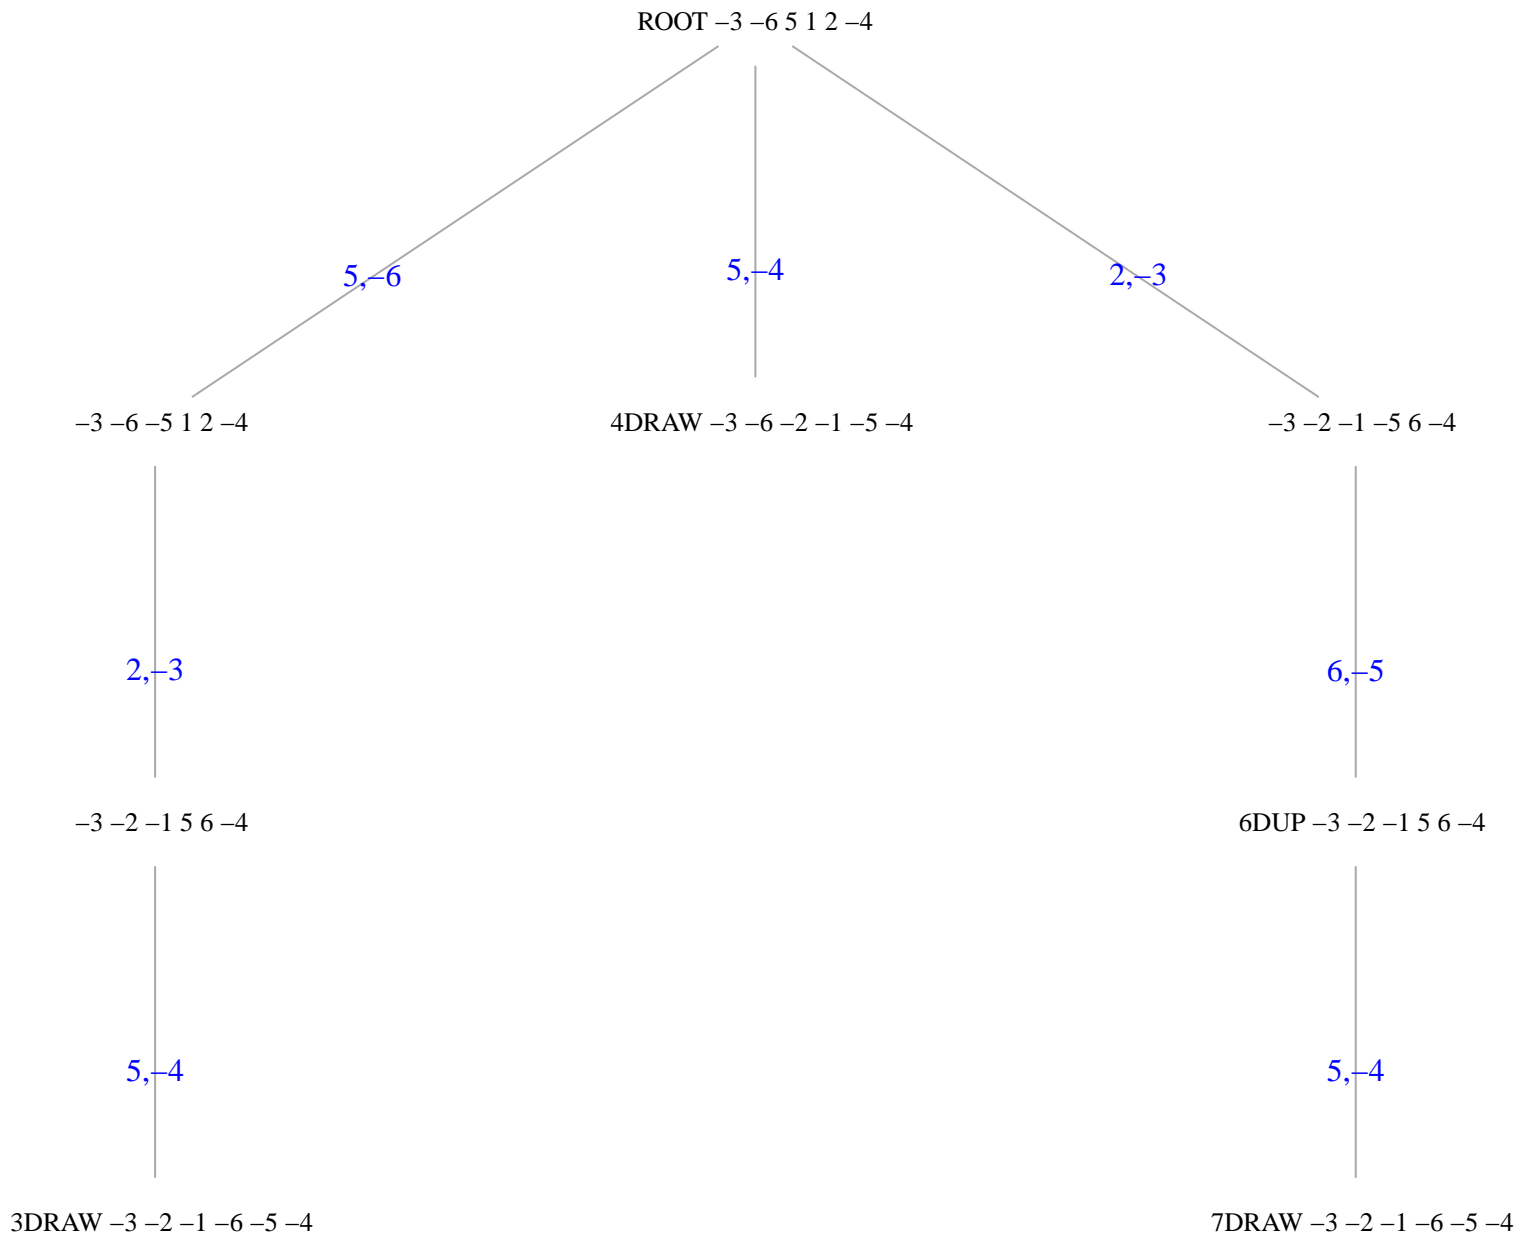 ROOT –3 –6 5 1 2 –4
5,–6
5,–4
2,–3
–3 –6 –5 1 2 –4
4DRAW –3 –6 –2 –1 –5 –4
–3 –2 –1 –5 6 –4
2,–3
6,–5
–3 –2 –1 5 6 –4
6DUP –3 –2 –1 5 6 –4
5,–4
5,–4
3DRAW –3 –2 –1 –6 –5 –4
7DRAW –3 –2 –1 –6 –5 –4